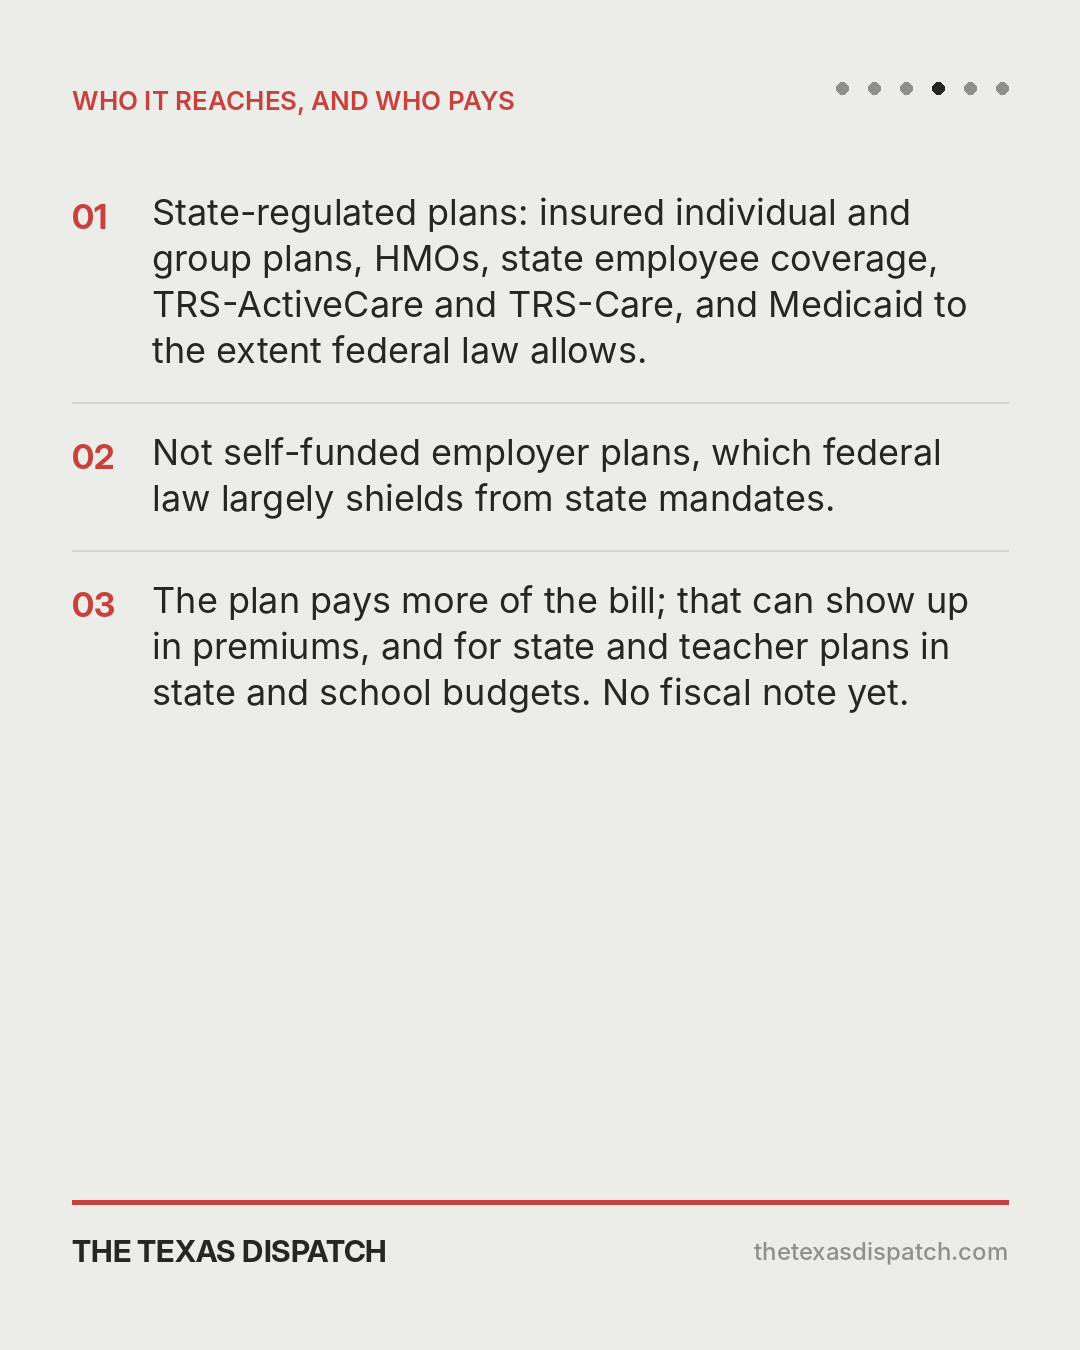 WHO IT REACHES, AND WHO PAYS
01
State-regulated plans: insured individual and
group plans, HMOs, state employee coverage,
TRS-ActiveCare and TRS-Care, and Medicaid to
the extent federal law allows.
02
Not self-funded employer plans, which federal
law largely shields from state mandates.
03
The plan pays more of the bill; that can show up
in premiums, and for state and teacher plans in
state and school budgets. No fiscal note yet.
THE TEXAS DISPATCH
thetexasdispatch.com